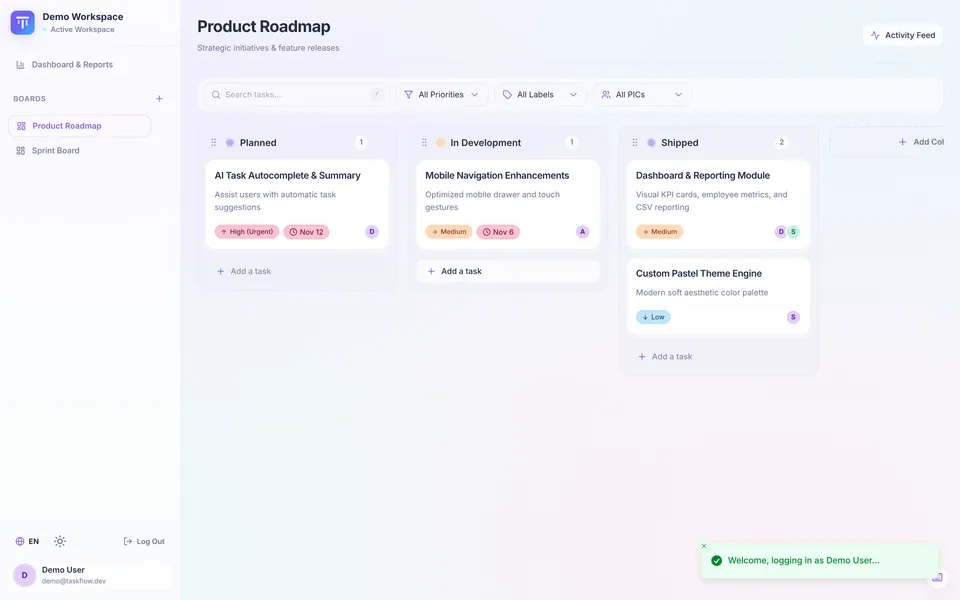 Demo Workspace
Active Workspace
Dashboard & Reports
BOARDS
Product Roadmap
Sprint Board
EN
Log Out
D
Demo User
demo@taskflow.dev
Product Roadmap
Strategic initiatives & feature releases
Activity Feed
Search tasks...
/
All Priorities
All Labels
All PICs
Planned
1
AI Task Autocomplete & Summary
Assist users with automatic task
suggestions
High (Urgent)
Nov 12
D
Add a task
In Development
1
Mobile Navigation Enhancements
Optimized mobile drawer and touch
gestures
Medium
Nov 6
A
Add a task
Shipped
2
Dashboard & Reporting Module
Visual KPI cards, employee metrics, and
CSV reporting
Medium
D
S
Custom Pastel Theme Engine
Modern soft aesthetic color palette
Low
S
Add a task
Add Col
Welcome, logging in as Demo User...